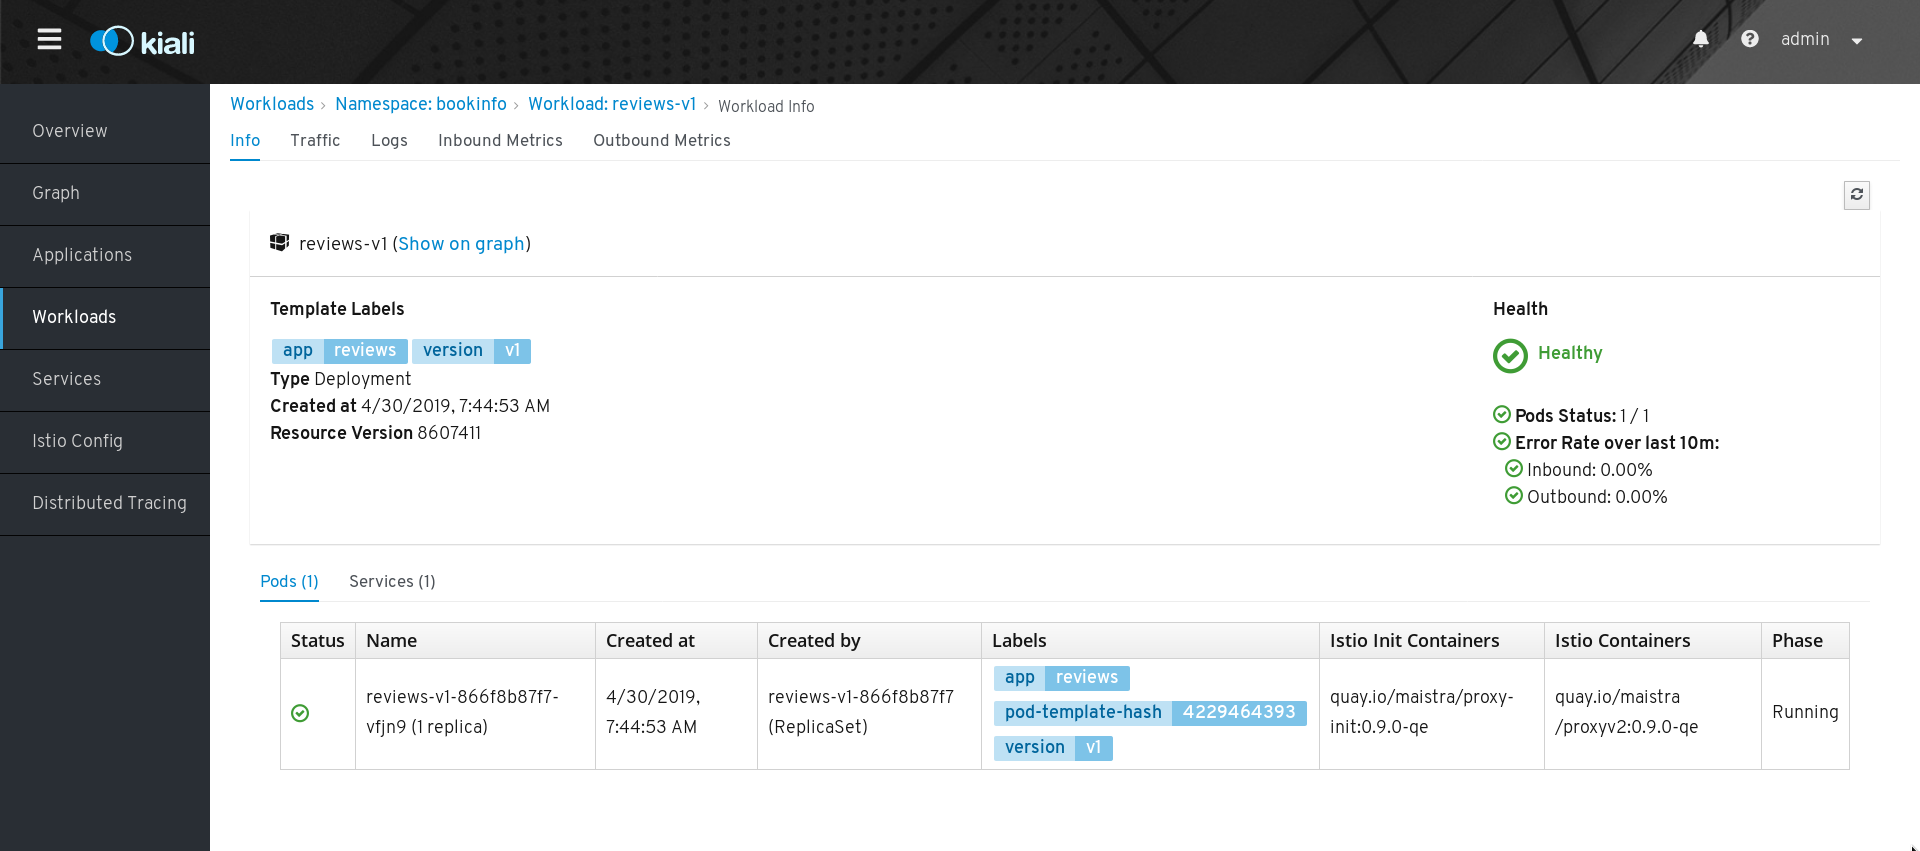 kiali
admin
Overview
Graph
Applications
Workloads
Services
Istio Config
Distributed Tracing
Workloads › Namespace: bookinfo › Workload: reviews-v1 › Workload Info
Info Traffic Logs Inbound Metrics Outbound Metrics
reviews-v1 (Show on graph)
Template Labels
app reviews version v1
Type Deployment
Created at 4/30/2019, 7:44:53 AM
Resource Version 8607411
Health
Healthy
Pods Status: 1 / 1
Error Rate over last 10m:
Inbound: 0.00%
Outbound: 0.00%
Pods (1) Services (1)
Status Name Created at Created by Labels Istio Init Containers Istio Containers Phase
reviews-v1-866f8b87f7-
vfjn9 (1 replica)
4/30/2019,
7:44:53 AM
reviews-v1-866f8b87f7
(ReplicaSet)
app reviews
pod-template-hash 4229464393
version v1
quay.io/maistra/proxy-
init:0.9.0-qe
quay.io/maistra
/proxyv2:0.9.0-qe
Running